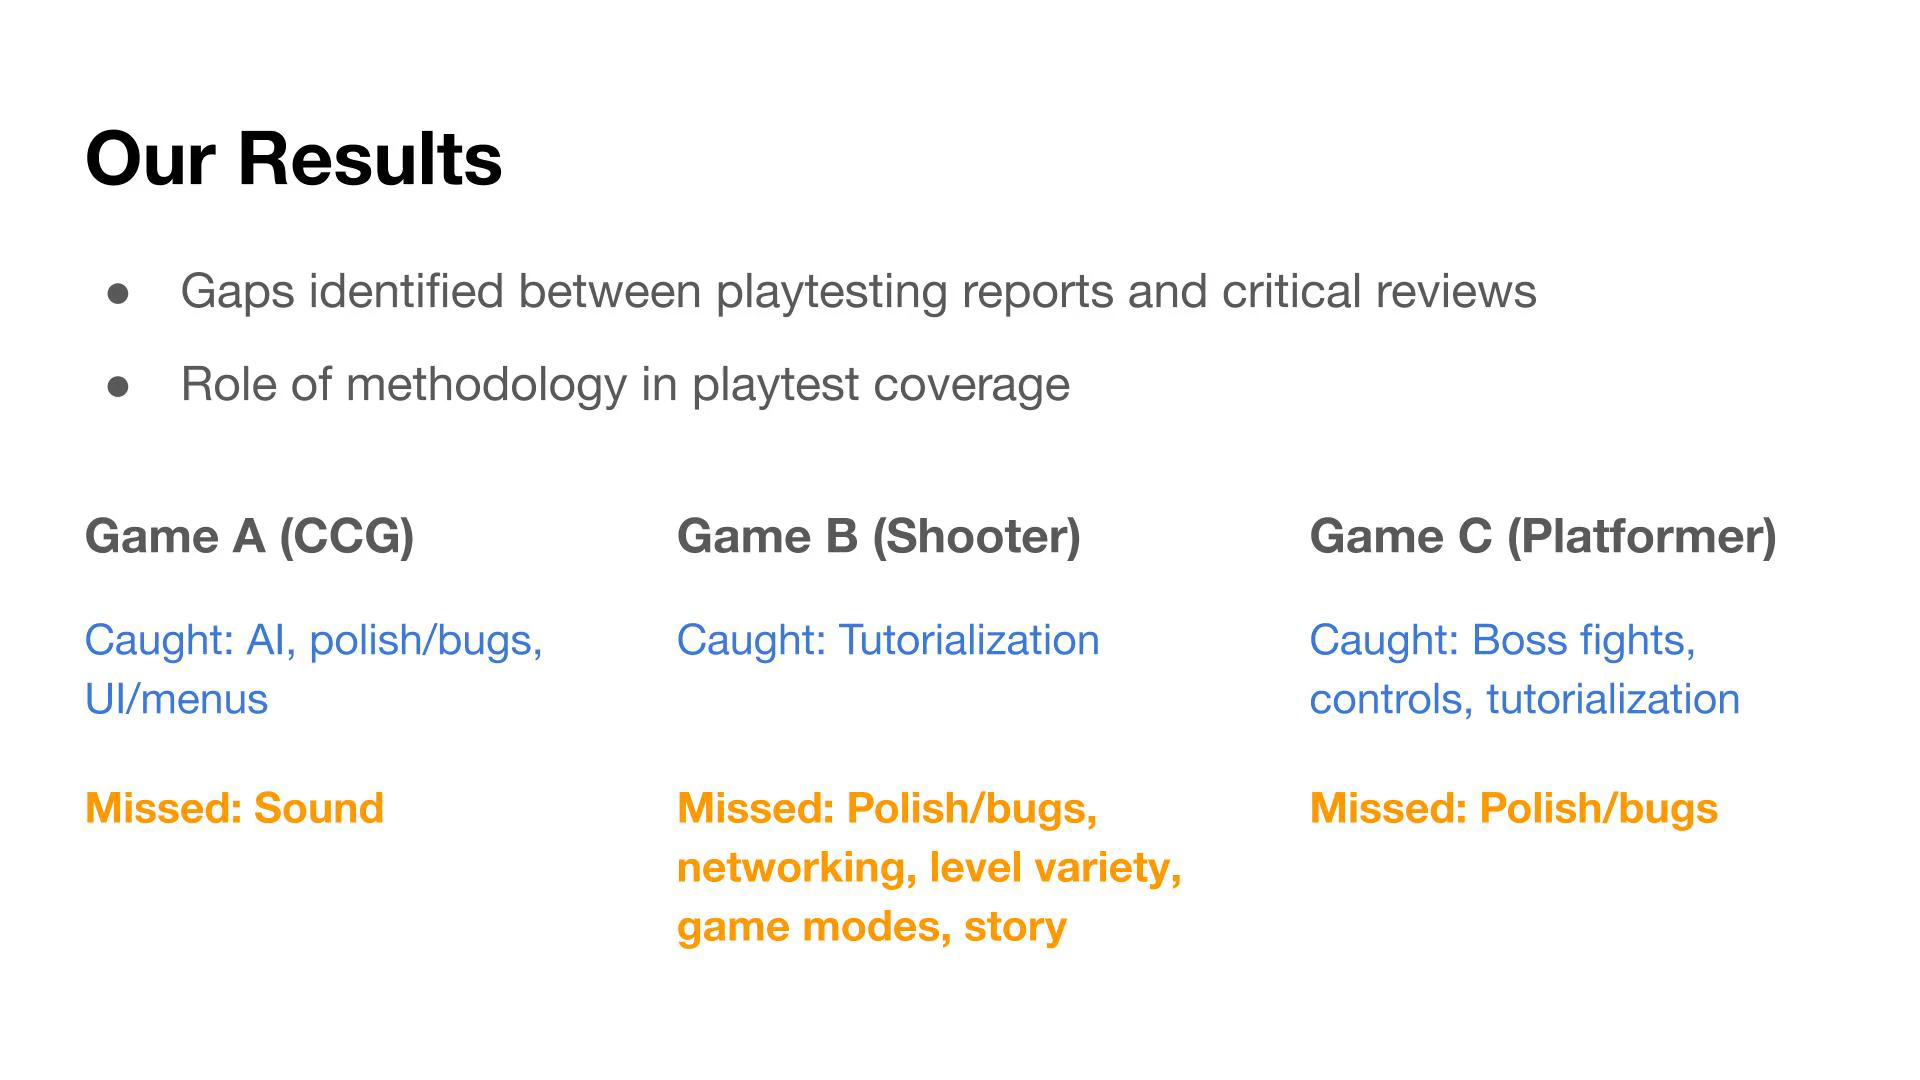 Our Results
● Gaps identified between playtesting reports and critical reviews
● Role of methodology in playtest coverage
Game A (CCG)
Caught: AI, polish/bugs,
UI/menus
Missed: Sound
Game B (Shooter)
Caught: Tutorialization
Missed: Polish/bugs,
networking, level variety,
game modes, story
Game C (Platformer)
Caught: Boss fights,
controls, tutorialization
Missed: Polish/bugs